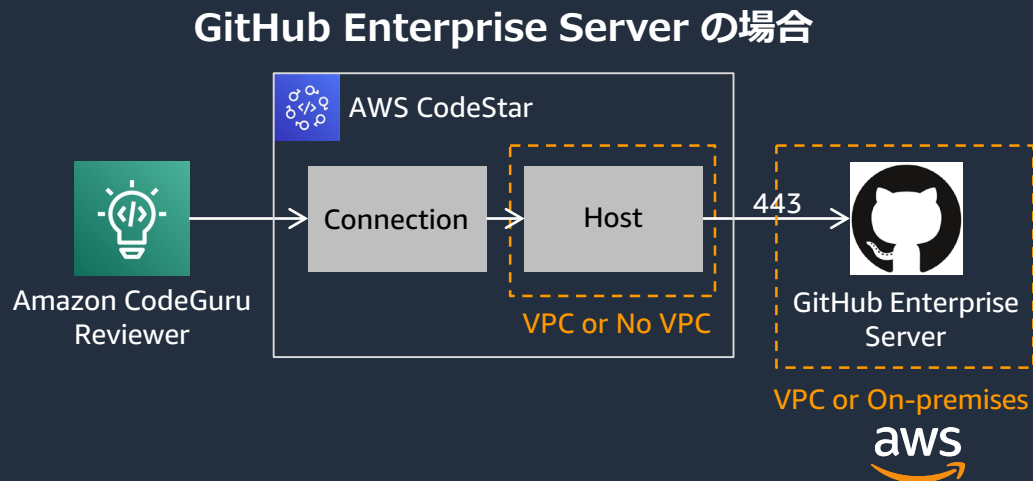 GitHub Enterprise Server の場合
AWS CodeStar
Connection
Host
443
Amazon CodeGuru
Reviewer
VPC or No VPC
GitHub Enterprise
Server
VPC or On-premises
aws